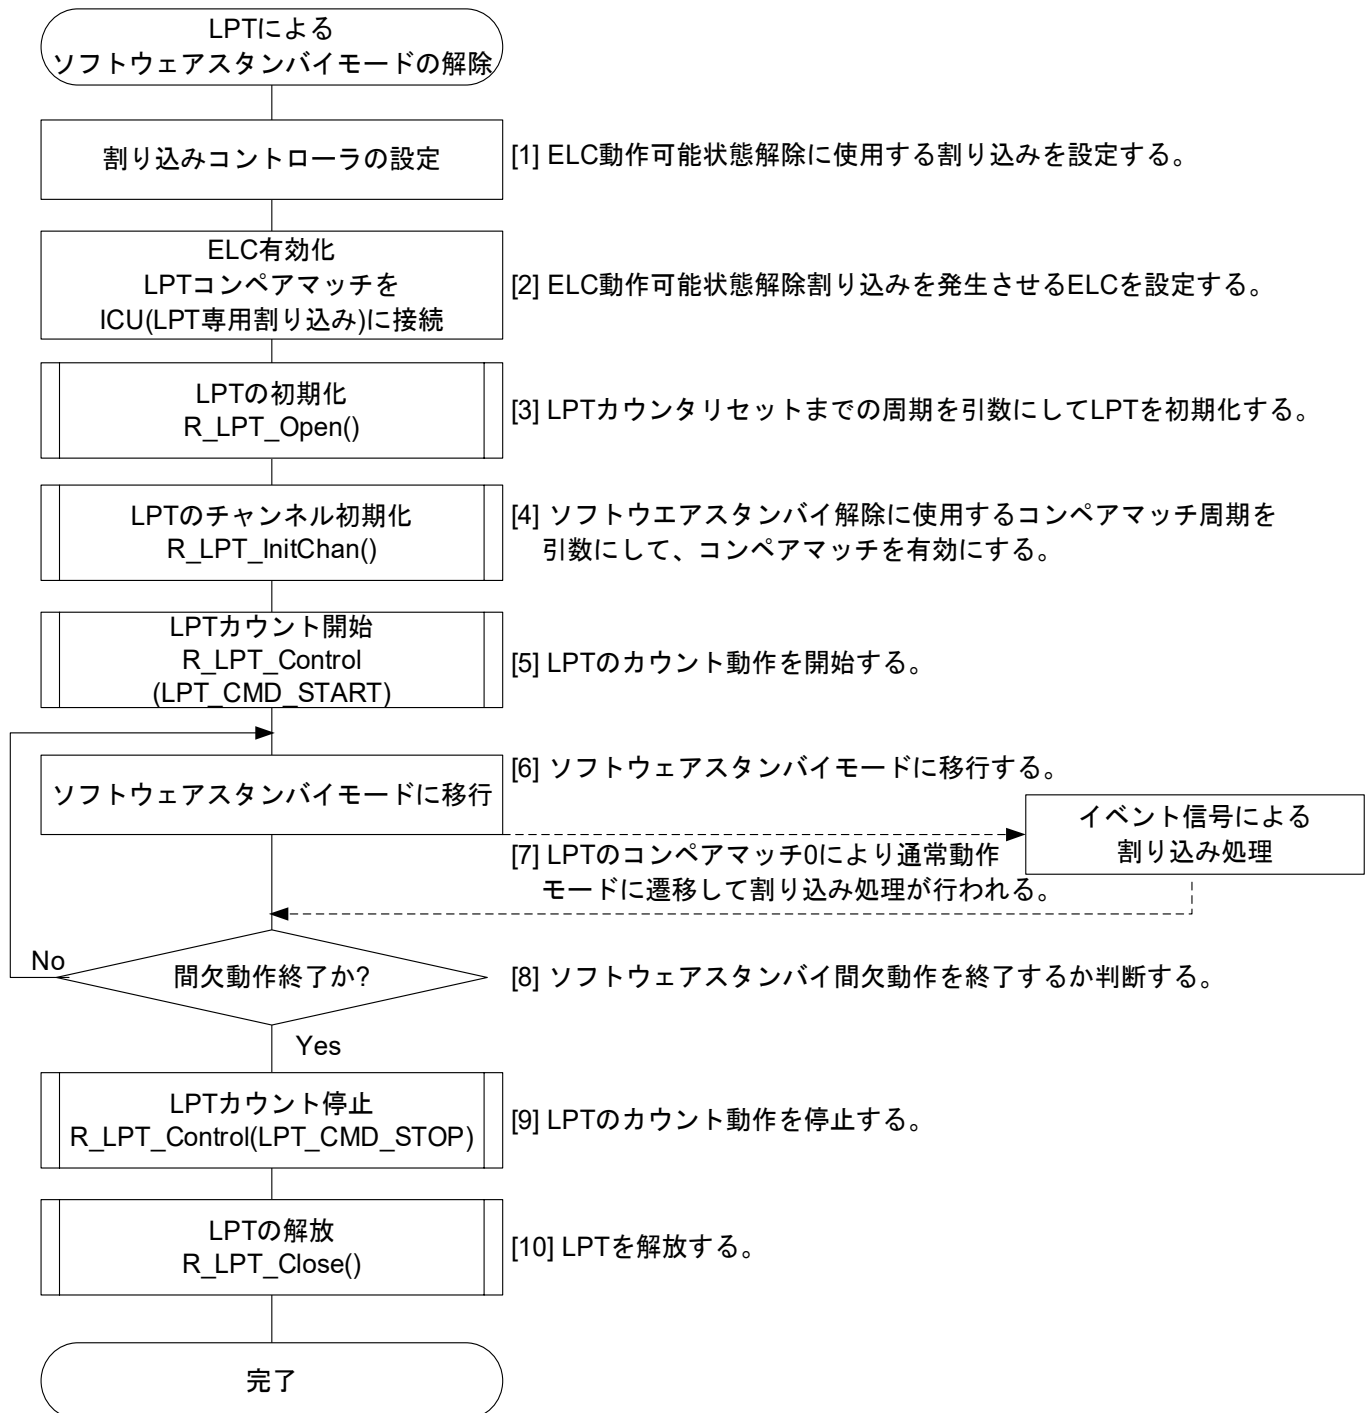 LPTによる
ソフトウェアスタンバイモードの解除
割り込みコントローラの設定
[1] ELC動作可能状態解除に使用する割り込みを設定する。
ELC有効化
LPTコンペアマッチを
ICU(LPT専用割り込み)に接続
[2] ELC動作可能状態解除割り込みを発生させるELCを設定する。
LPTの初期化
R_LPT_Open()
[3] LPTカウンタリセットまでの周期を引数にしてLPTを初期化する。
LPTのチャンネル初期化
R_LPT_InitChan()
[4] ソフトウエアスタンバイ解除に使用するコンペアマッチ周期を
引数にして、コンペアマッチを有効にする。
LPTカウント開始
R_LPT_Control
(LPT_CMD_START)
[5] LPTのカウント動作を開始する。
ソフトウェアスタンバイモードに移行
[6] ソフトウェアスタンバイモードに移行する。
イベント信号による
割り込み処理
[7] LPTのコンペアマッチ0により通常動作
モードに遷移して割り込み処理が行われる。
No
間欠動作終了か?
[8] ソフトウェアスタンバイ間欠動作を終了するか判断する。
Yes
LPTカウント停止
R_LPT_Control(LPT_CMD_STOP)
[9] LPTのカウント動作を停止する。
LPTの解放
R_LPT_Close()
[10] LPTを解放する。
完了